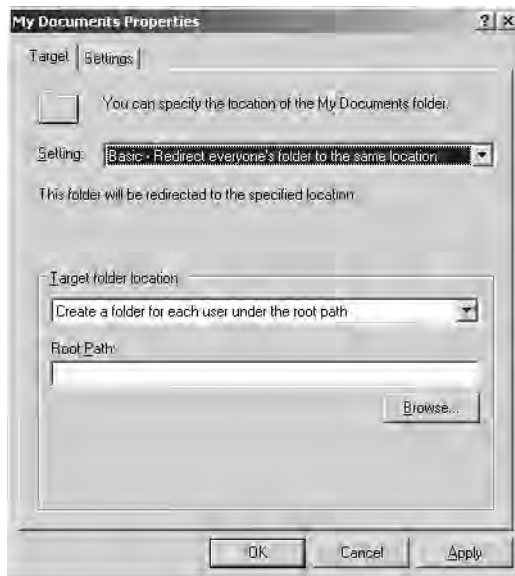 My Documents Properties
Target
Settings
You can specify the location of the My Documents folder.
Setting:
Basic - Redirect everyone's folder to the same location
This folder will be redirected to the specified location
Target folder location
Create a folder for each user under the root path
Root Path:
Browse...
OK
Cancel
Apply